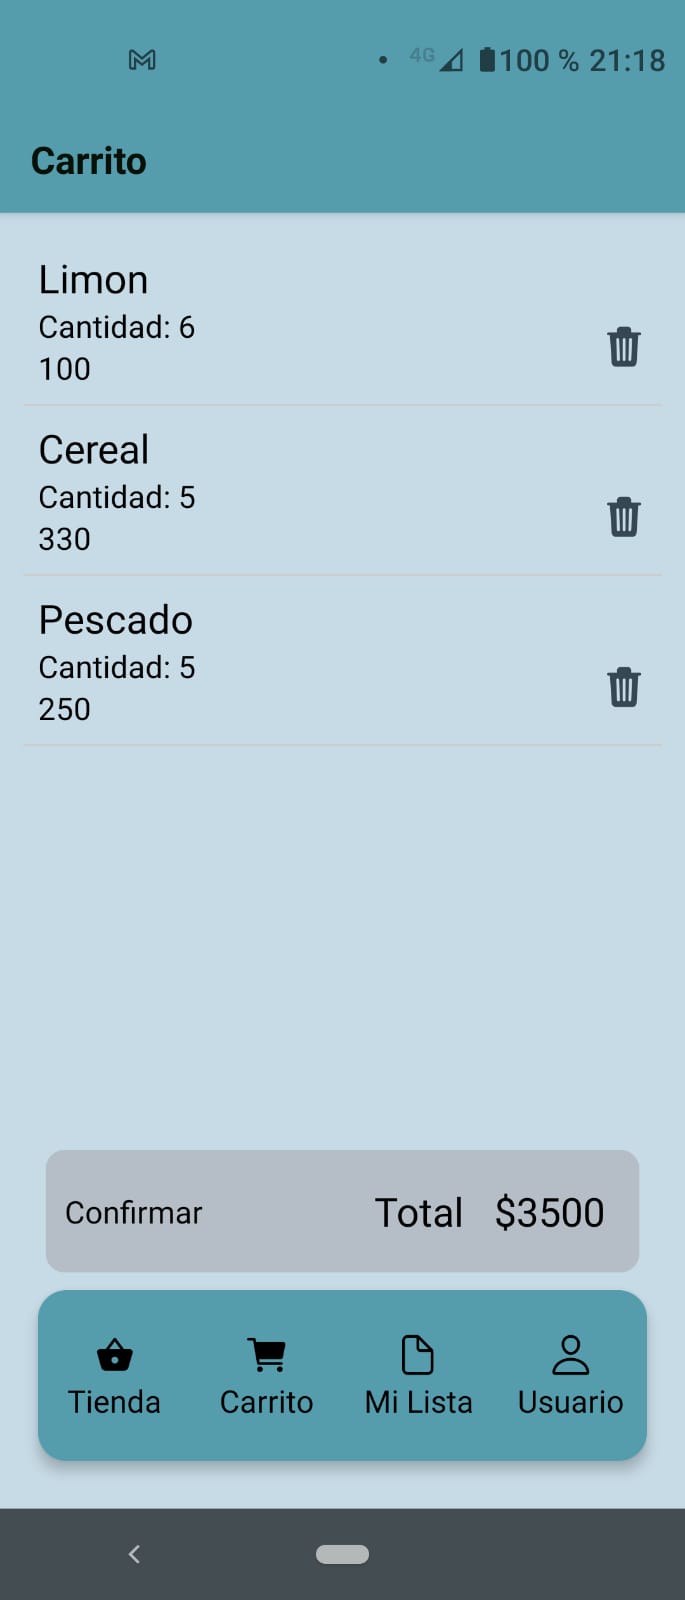 4G 100 % 21:18
Carrito
Limon
Cantidad: 6
100
Cereal
Cantidad: 5
330
Pescado
Cantidad: 5
250
Confirmar Total $3500
Tienda Carrito Mi Lista Usuario